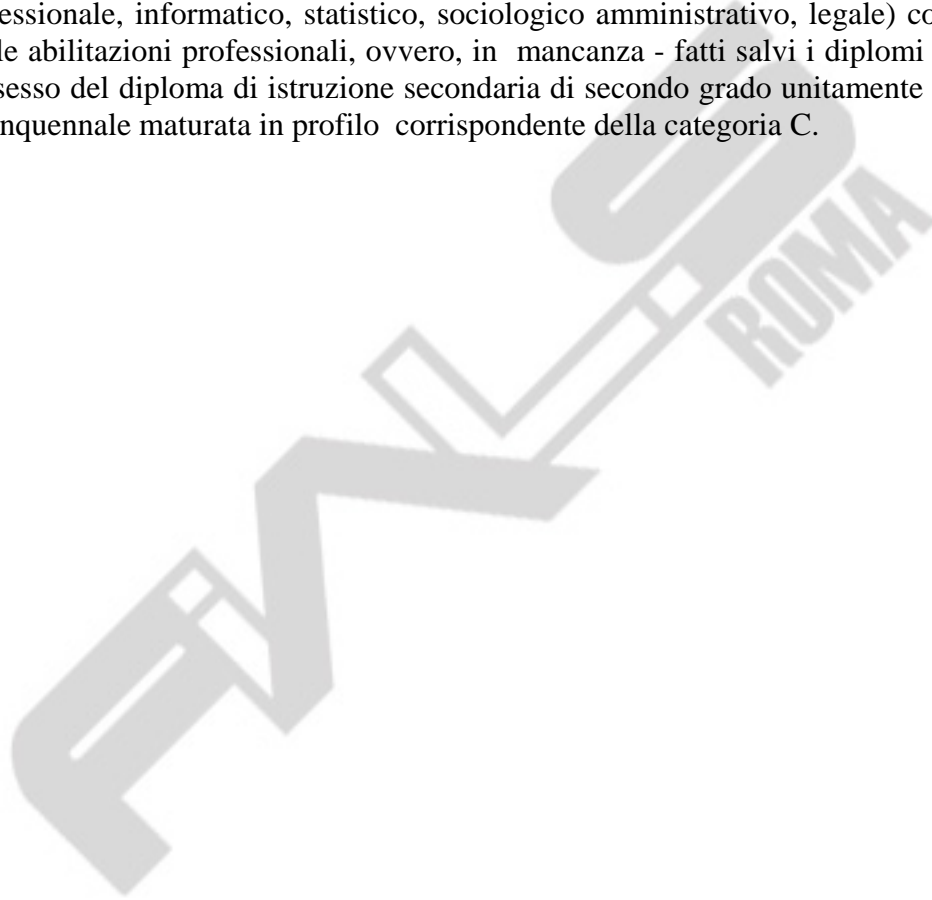 essionale, informatico, statistico, sociologico amministrativo, legale) co
le abilitazioni professionali, ovvero, in mancanza - fatti salvi i diplomi
sesso del diploma di istruzione secondaria di secondo grado unitamente
nquennale maturata in profilo corrispondente della categoria C.
FiALS
ROMA